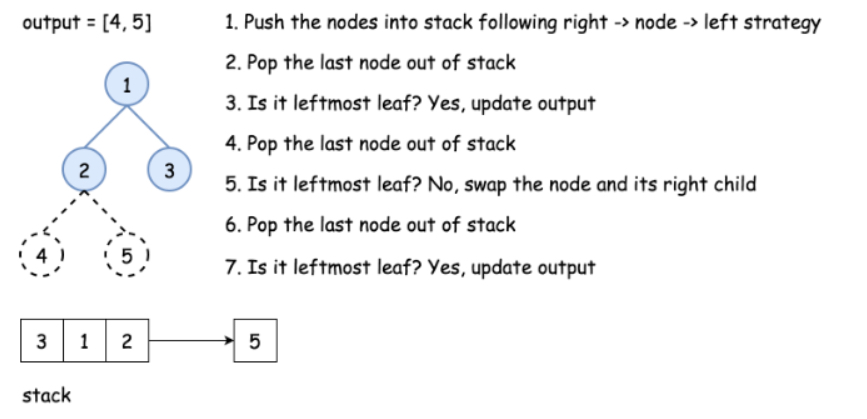 output = [4, 5]
1. Push the nodes into stack following right -> node -> left strategy
2. Pop the last node out of stack
3. Is it leftmost leaf? Yes, update output
4. Pop the last node out of stack
5. Is it leftmost leaf? No, swap the node and its right child
6. Pop the last node out of stack
7. Is it leftmost leaf? Yes, update output
1
2 3
4 5
3 1 2 5
stack